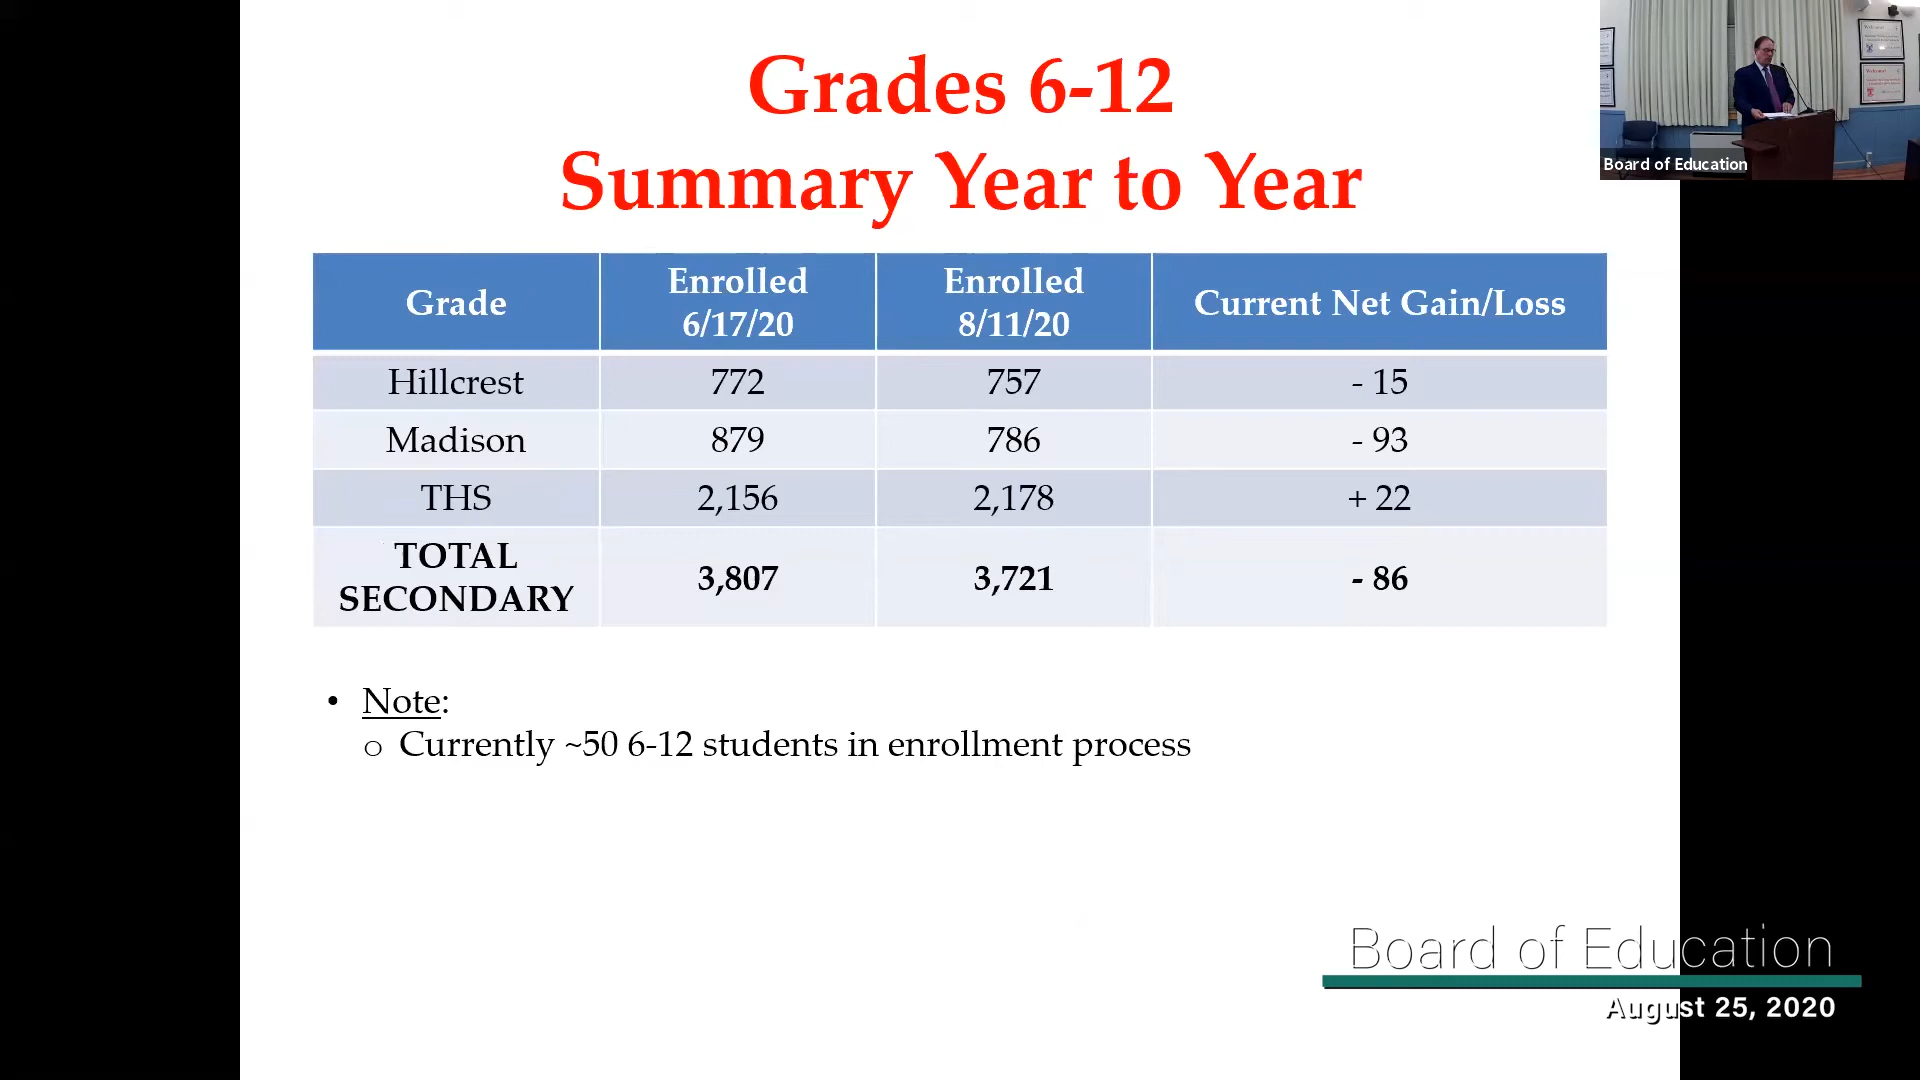 Grades 6-12
Summary Year to Year
Grade
Enrolled
6/17/20
Enrolled
8/11/20
Current Net Gain/Loss
Hillcrest 772 757 - 15
Madison 879 786 - 93
THS 2,156 2,178 + 22
TOTAL
SECONDARY
3,807 3,721 - 86
• Note:
o Currently ~50 6-12 students in enrollment process
Board of Education
Board of Education
August 25, 2020